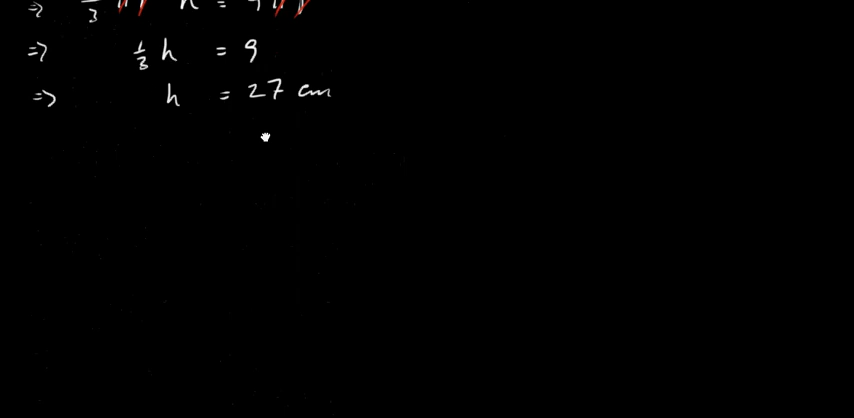 ⇒ 1/3 h = 9
⇒ h = 27 cm